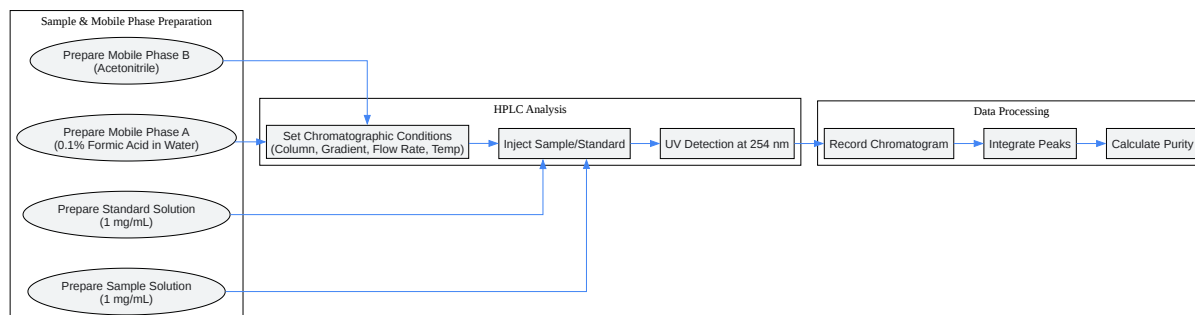 Sample & Mobile Phase Preparation
Prepare Mobile Phase B
(Acetonitrile)
Prepare Mobile Phase A
(0.1% Formic Acid in Water)
Prepare Standard Solution
(1 mg/mL)
Prepare Sample Solution
(1 mg/mL)
HPLC Analysis
Set Chromatographic Conditions
(Column, Gradient, Flow Rate, Temp)
Inject Sample/Standard
UV Detection at 254 nm
Data Processing
Record Chromatogram
Integrate Peaks
Calculate Purity